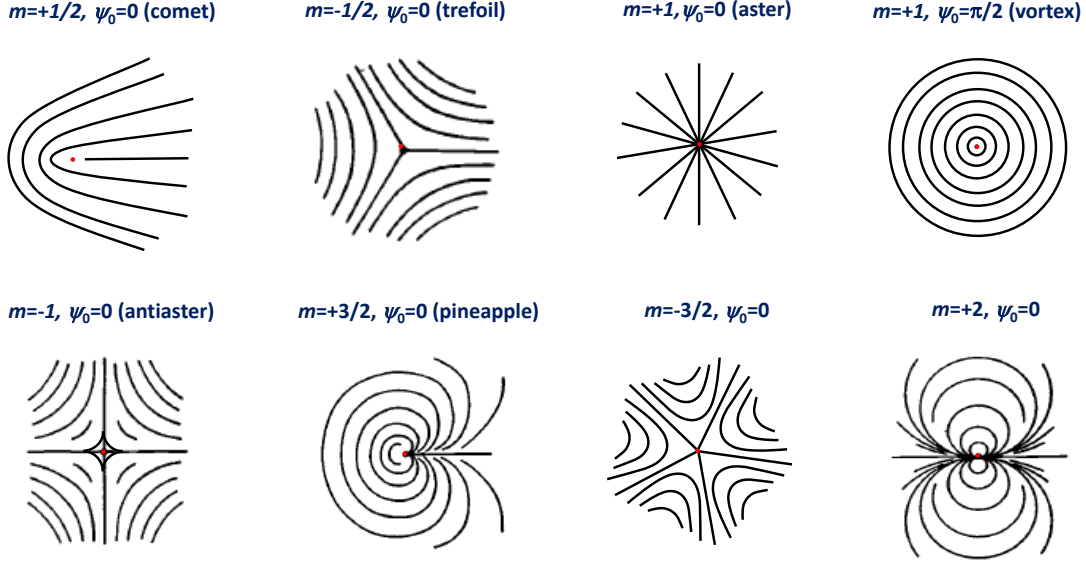 m=+1/2, ψ₀=0 (comet)
m=-1/2, ψ₀=0 (trefoil)
m=+1,ψ₀=0 (aster)
m=+1, ψ₀=π/2 (vortex)
m=-1, ψ₀=0 (antiaster)
m=+3/2, ψ₀=0 (pineapple)
m=-3/2, ψ₀=0
m=+2, ψ₀=0